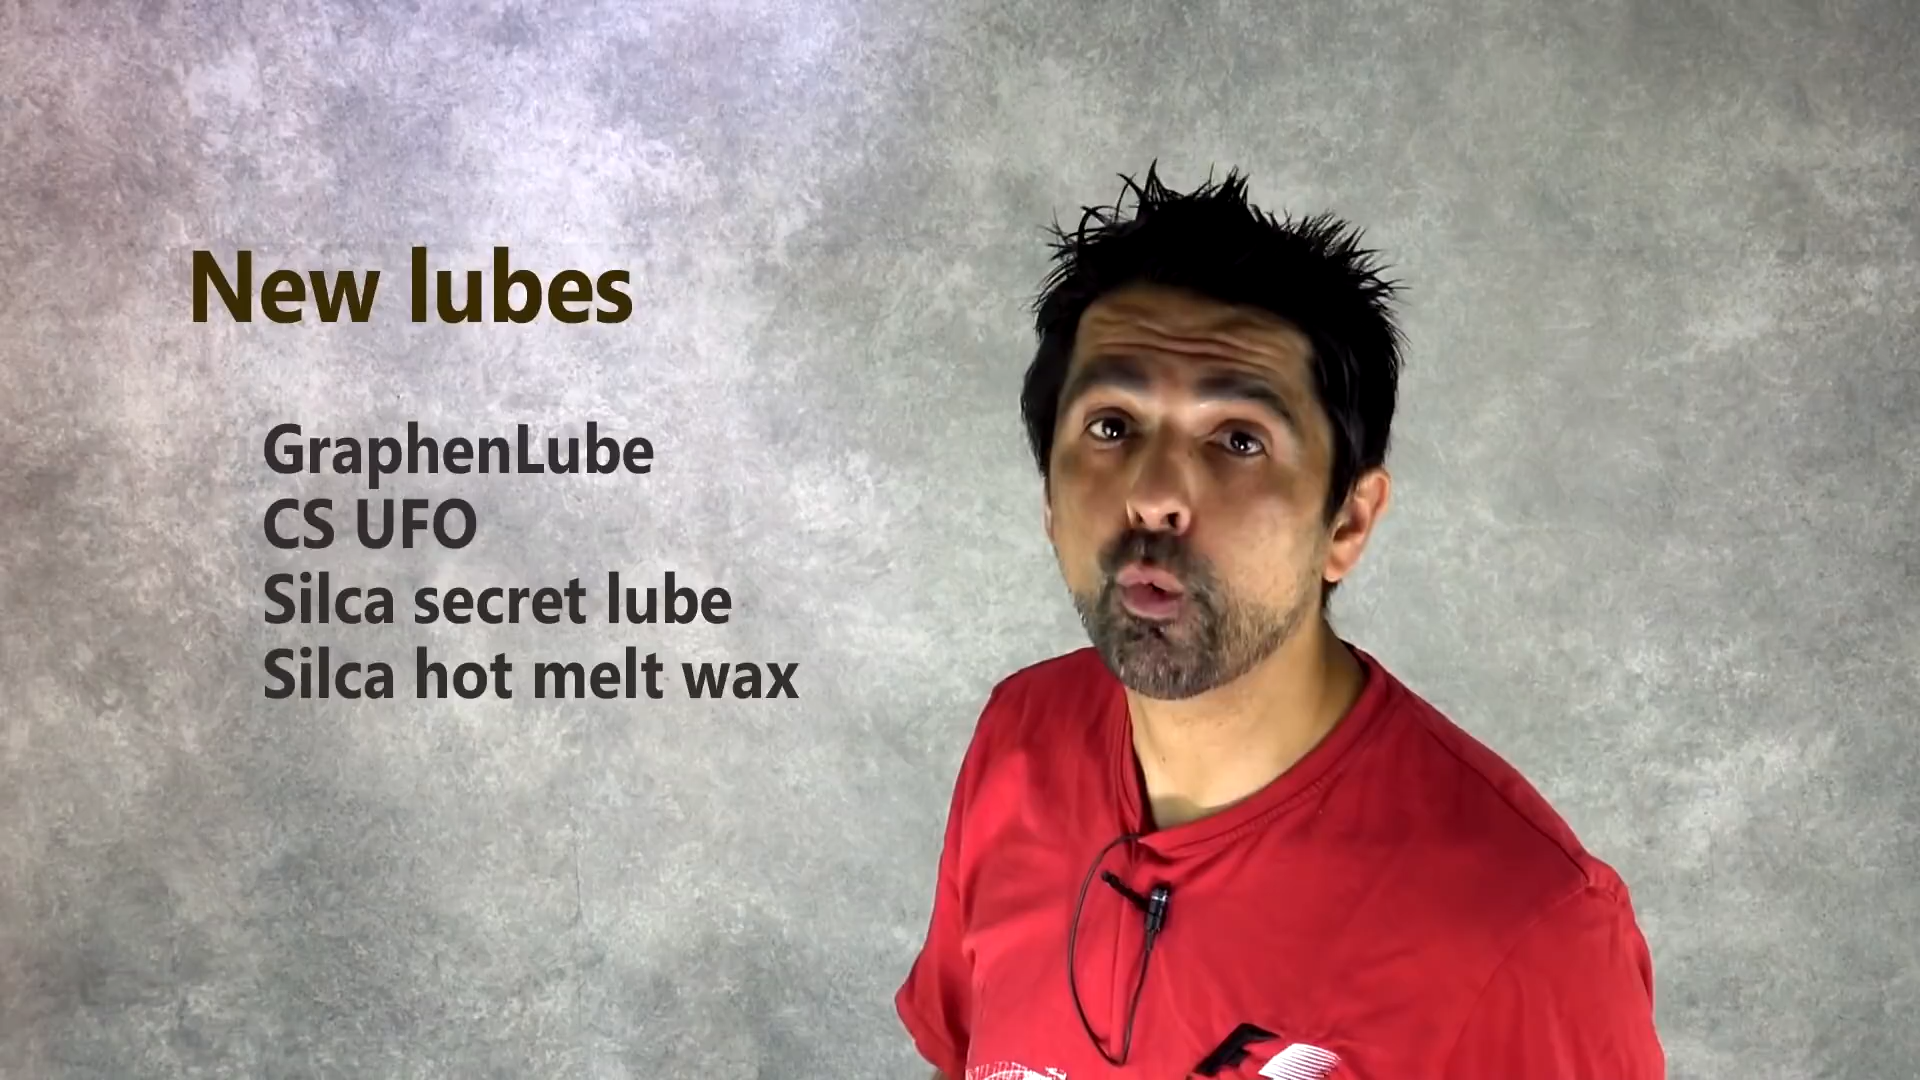 New lubes
GraphenLube
CS UFO
Silca secret lube
Silca hot melt wax